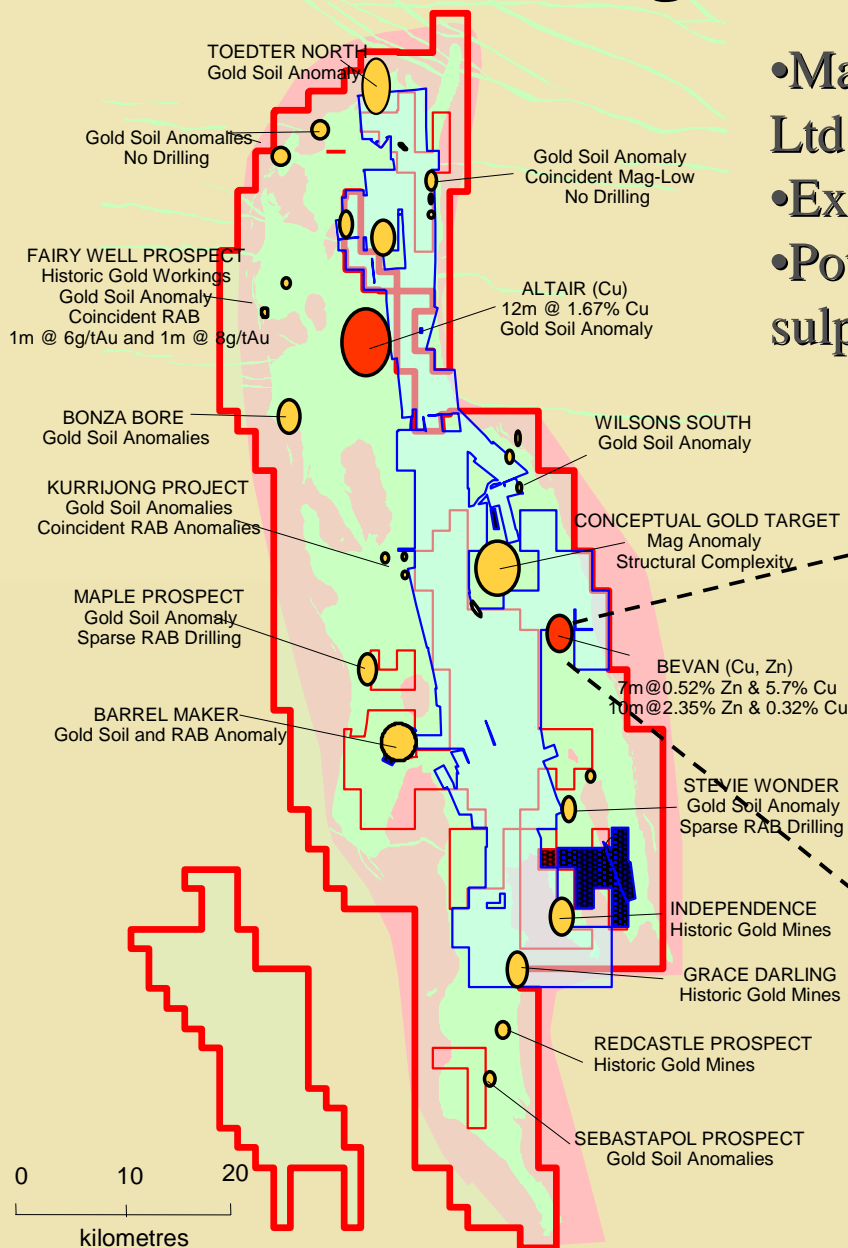 •Ma
Ltd
•Ex
•Pot
sulp
TOEDTER NORTH
Gold Soil Anomaly
Gold Soil Anomalies
No Drilling
Gold Soil Anomaly
Coincident Mag-Low
No Drilling
FAIRY WELL PROSPECT
Historic Gold Workings
Gold Soil Anomaly
Coincident RAB
1m @ 6g/tAu and 1m @ 8g/tAu
ALTAIR (Cu)
12m @ 1.67% Cu
Gold Soil Anomaly
BONZA BORE
Gold Soil Anomalies
WILSONS SOUTH
Gold Soil Anomaly
KURRIJONG PROJECT
Gold Soil Anomalies
Coincident RAB Anomalies
CONCEPTUAL GOLD TARGET
Mag Anomaly
Structural Complexity
MAPLE PROSPECT
Gold Soil Anomaly
Sparse RAB Drilling
BEVAN (Cu, Zn)
7m@0.52% Zn & 5.7% Cu
10m@2.35% Zn & 0.32% Cu
BARREL MAKER
Gold Soil and RAB Anomaly
STEVIE WONDER
Gold Soil Anomaly
Sparse RAB Drilling
INDEPENDENCE
Historic Gold Mines
GRACE DARLING
Historic Gold Mines
REDCASTLE PROSPECT
Historic Gold Mines
SEBASTAPOL PROSPECT
Gold Soil Anomalies
0 10 20
kilometres